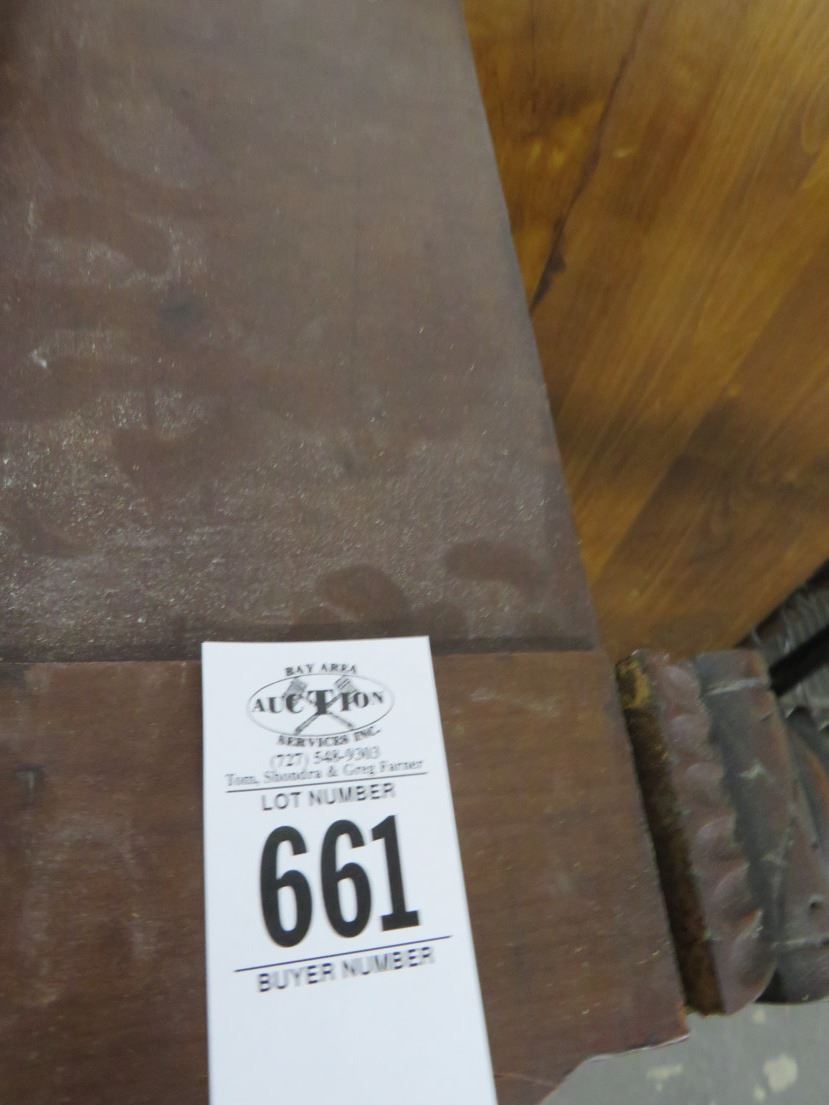 BAY AREA
AUCTION
SERVICES INC.
(727) 548-9303
Tom, Shondra & Greg Farner
LOT NUMBER
661
BUYER NUMBER